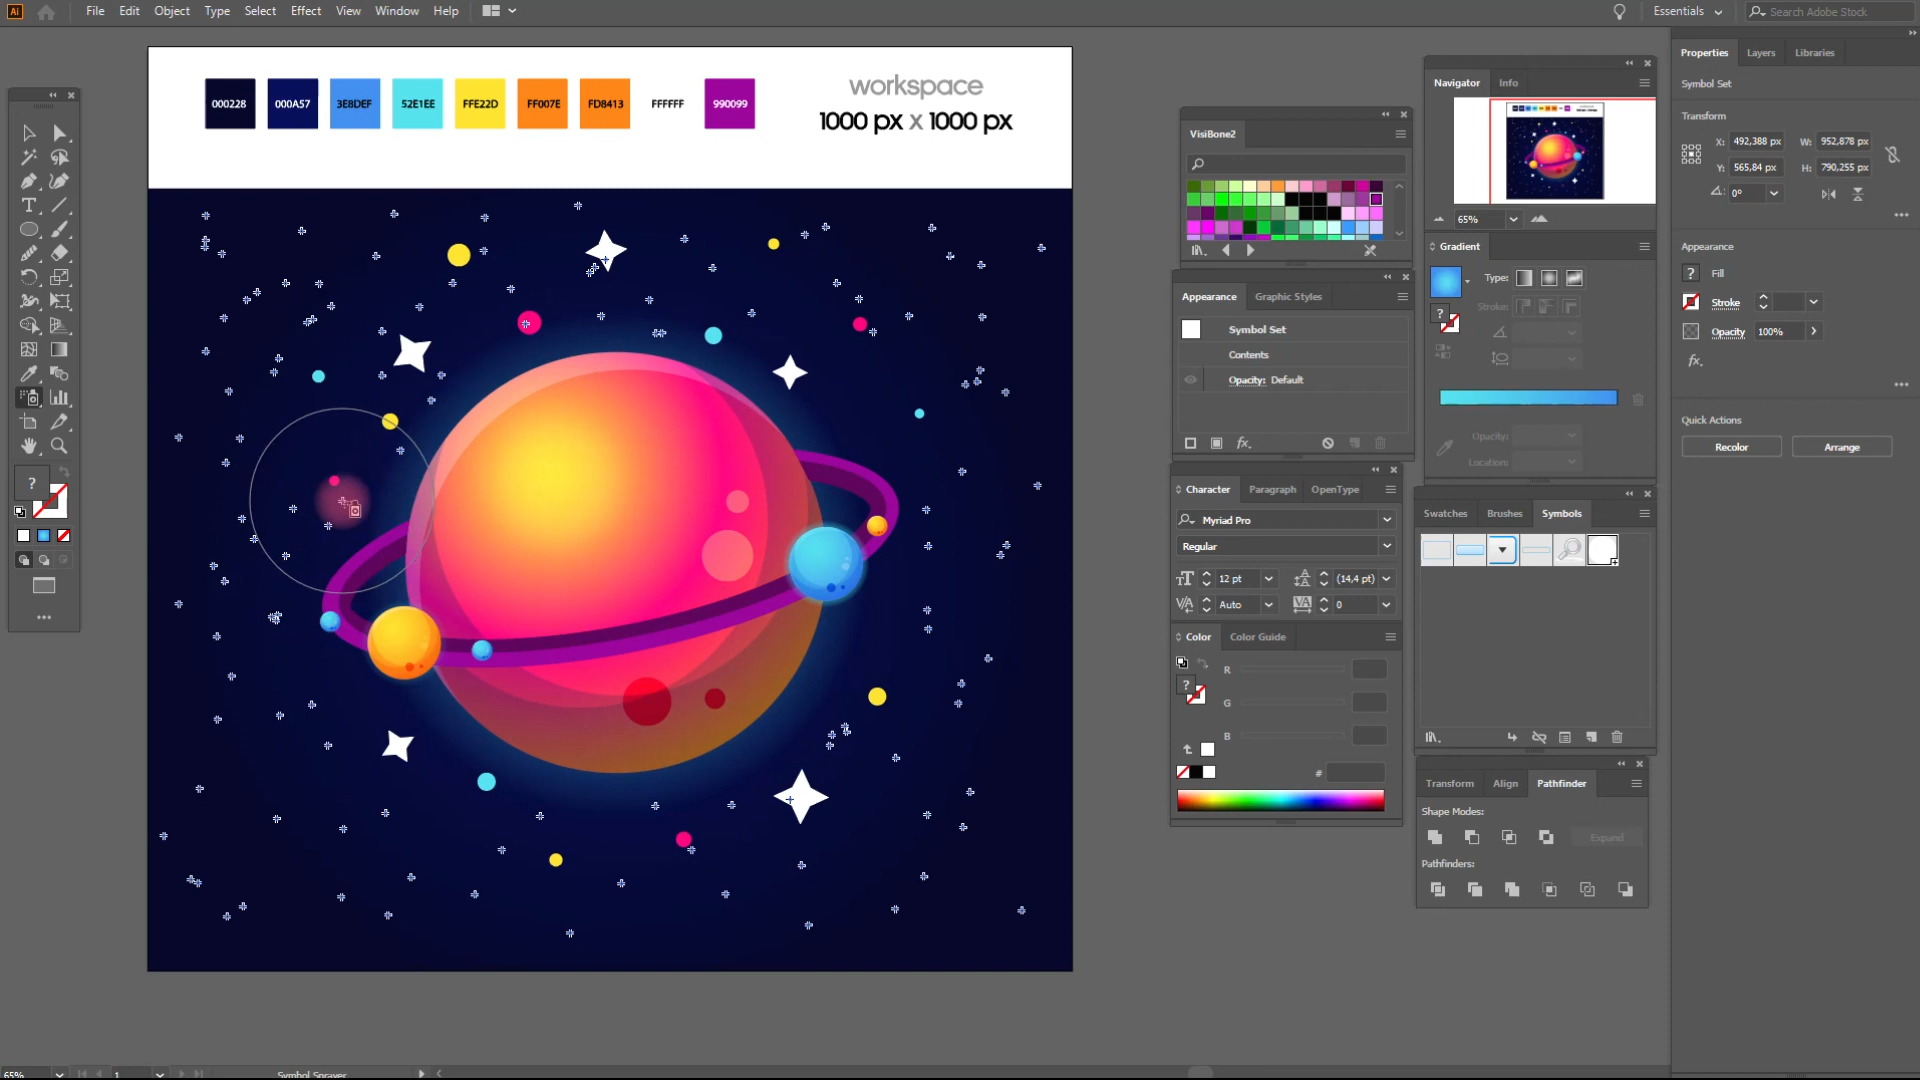 Ai File Edit Object Type Select Effect View Window Help Essentials Search Adobe Stock
000228 000A57 3E8DEF 52E1EE FFE22D FF007E FD8413 FFFFFF 990099
workspace
1000 px x 1000 px
VisiBone2
Appearance Graphic Styles
Symbol Set
Contents
Opacity: Default
fx.
Character Paragraph OpenType
Myriad Pro
Regular
12 pt (14,4 pt)
Auto 0
Color Color Guide
?
R
G
B
#
Navigator Info
65%
Gradient
Type:
Stroke:
?
Opacity:
Location:
Swatches Brushes Symbols
Transform Align Pathfinder
Shape Modes:
Expand
Pathfinders:
Properties Layers Libraries
Symbol Set
Transform
X: 492,388 px W: 952,878 px
Y: 565,84 px H: 790,255 px
0°
Appearance
? Fill
Stroke
Opacity 100%
fx.
Quick Actions
Recolor Arrange
?
65% 1 Symbol Sprayer